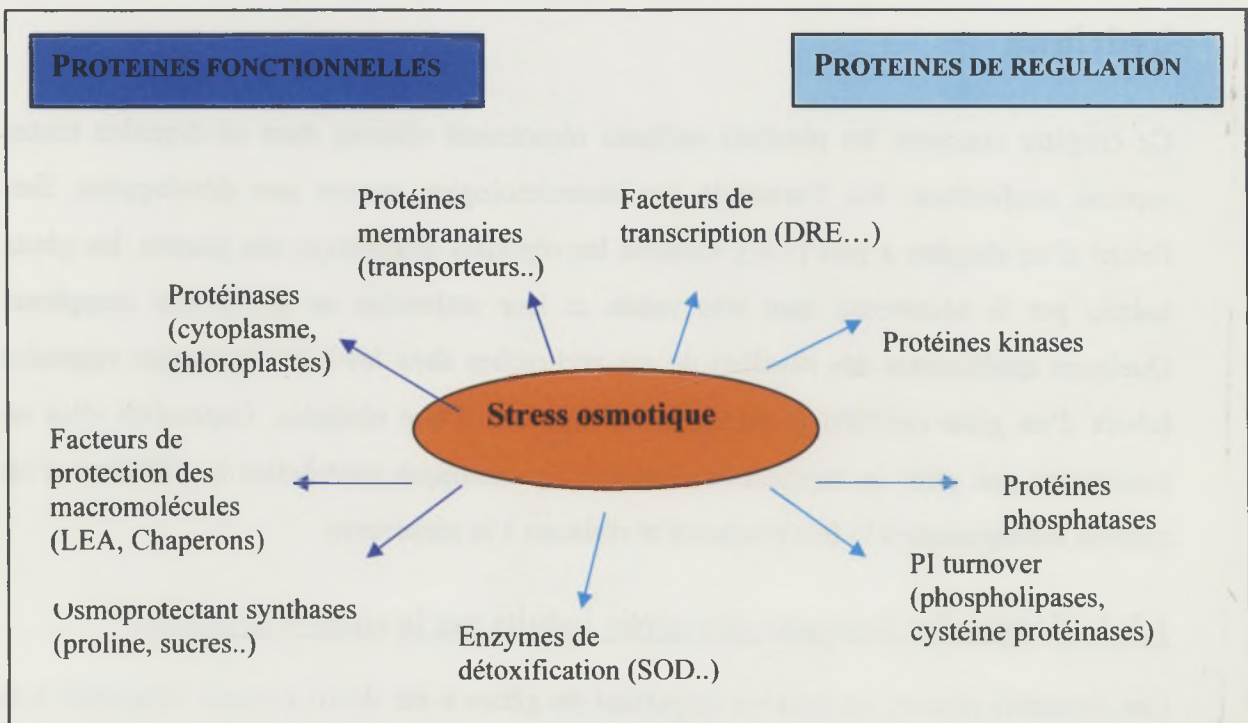 PROTEINES FONCTIONNELLES
PROTEINES DE REGULATION
Protéines
membranaires
(transporteurs..)
Facteurs de
transcription (DRE…)
Protéinases
(cytoplasme,
chloroplastes)
Protéines kinases
Stress osmotique
Facteurs de
protection des
macromolécules
(LEA, Chaperons)
Protéines
phosphatases
PI turnover
(phospholipases,
cystéine protéinases)
Osmoprotectant synthases
(proline, sucres..)
Enzymes de
détoxification (SOD..)